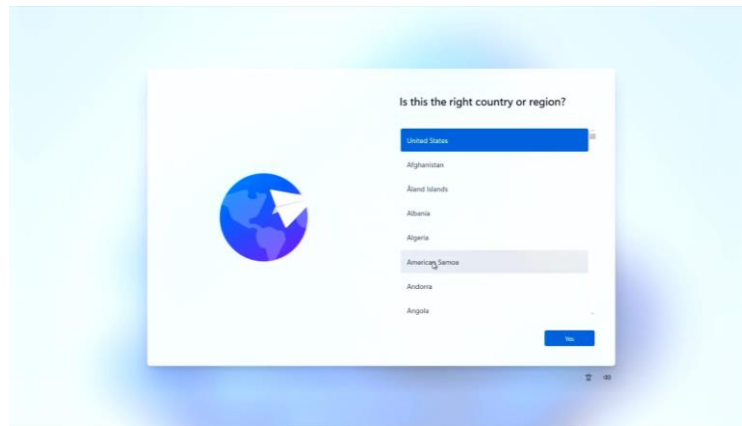 Is this the right country or region?
United States
Afghanistan
Åland Islands
Albania
Algeria
American Samoa
Andorra
Angola
Yes